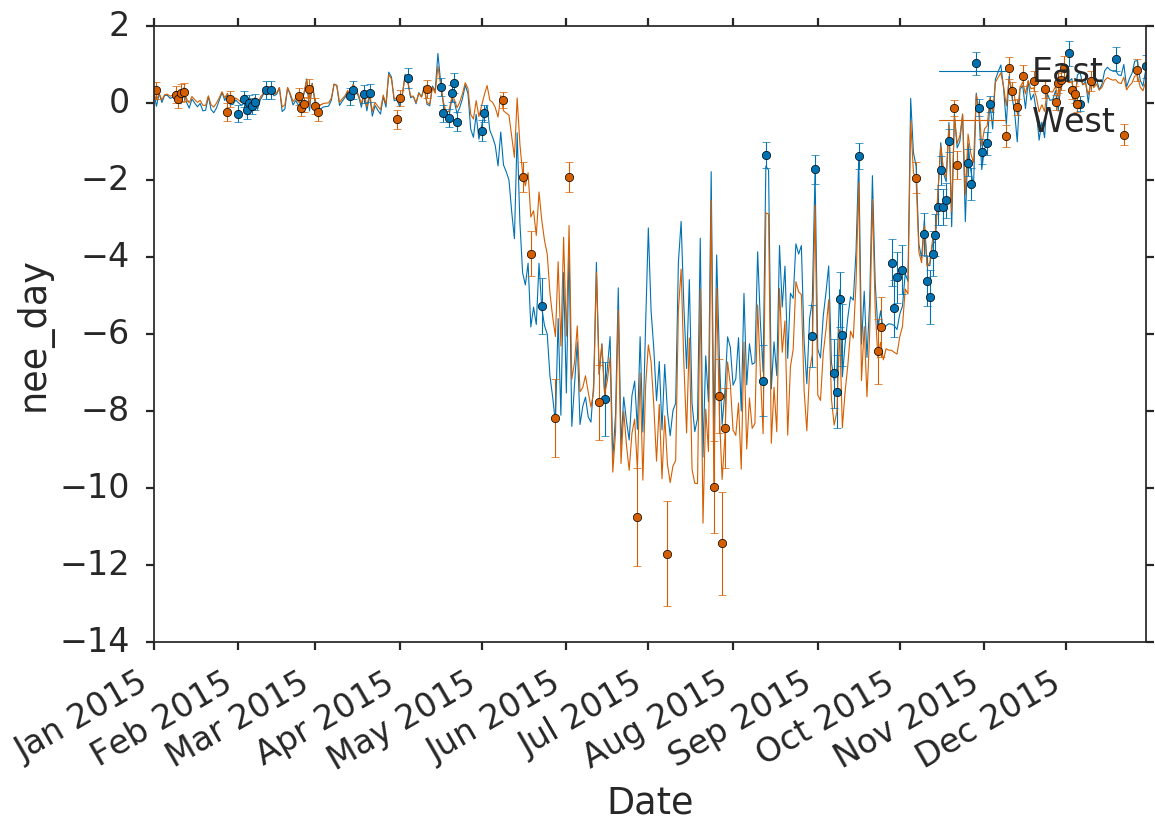 2
0
−2
−4
−6
−8
−10
−12
−14
nee_day
East
West
Jan 2015
Feb 2015
Mar 2015
Apr 2015
May 2015
Jun 2015
Jul 2015
Aug 2015
Sep 2015
Oct 2015
Nov 2015
Dec 2015
Date